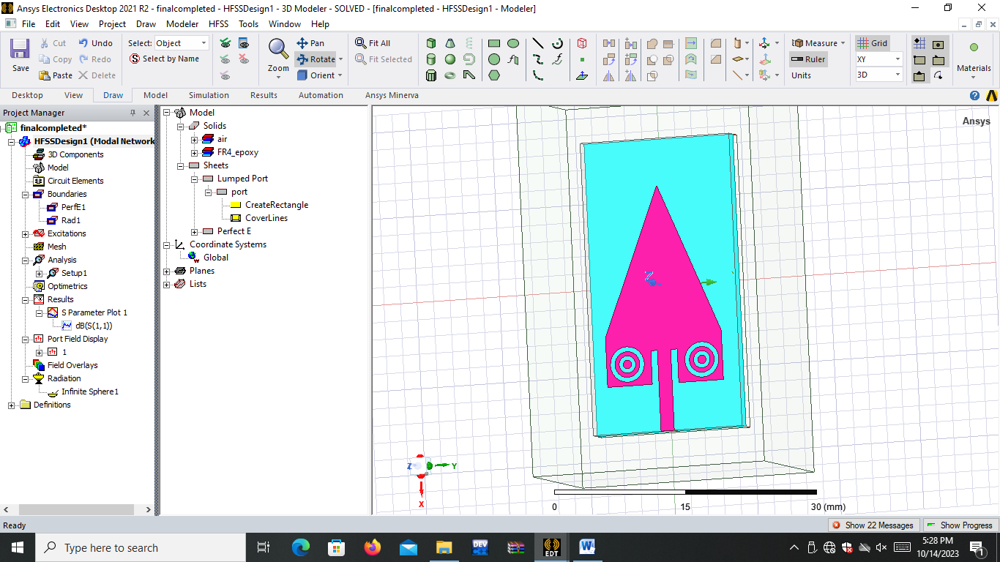 Ansys Electronics Desktop 2021 R2 - finalcompleted - HFSSDesign1 - 3D Modeler - SOLVED - [finalcompleted - HFSSDesign1 - Modeler]
File Edit View Project Draw Modeler HFSS Tools Window Help
Save
Cut Undo
Copy Redo
Paste Delete
Select: Object
Select by Name
Zoom
Pan
Rotate
Orient
Fit All
Fit Selected
Measure
Ruler
Units
Grid
XY
3D
Materials
Desktop View Draw Model Simulation Results Automation Ansys Minerva
Project Manager
finalcompleted*
HFSSDesign1 (Modal Network
3D Components
Model
Circuit Elements
Boundaries
PerfE1
Rad1
Excitations
Mesh
Analysis
Setup1
Optimetrics
Results
S Parameter Plot 1
dB(S(1,1))
Port Field Display
1
Field Overlays
Radiation
Infinite Sphere1
Definitions
Model
Solids
air
FR4_epoxy
Sheets
Lumped Port
port
CreateRectangle
CoverLines
Perfect E
Coordinate Systems
Global
Planes
Lists
Ansys
Z
Z
Y
X
0 15 30 (mm)
Ready
Show 22 Messages Show Progress
Type here to search
DEV
EDT
W
5:28 PM
10/14/2023
1